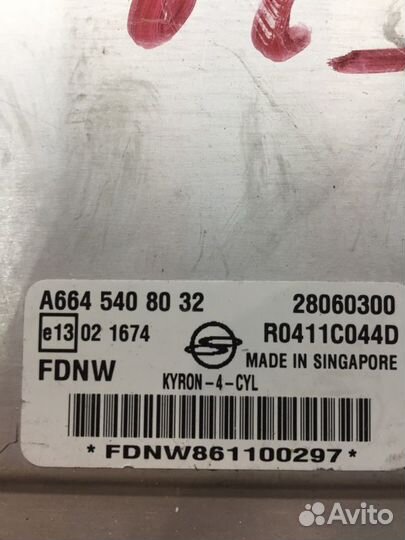 A664 540 80 32
28060300
e13 02 1674
R0411C044D
FDNW
KYRON-4-CYL
MADE IN SINGAPORE
* FDNW861100297 *
Avito